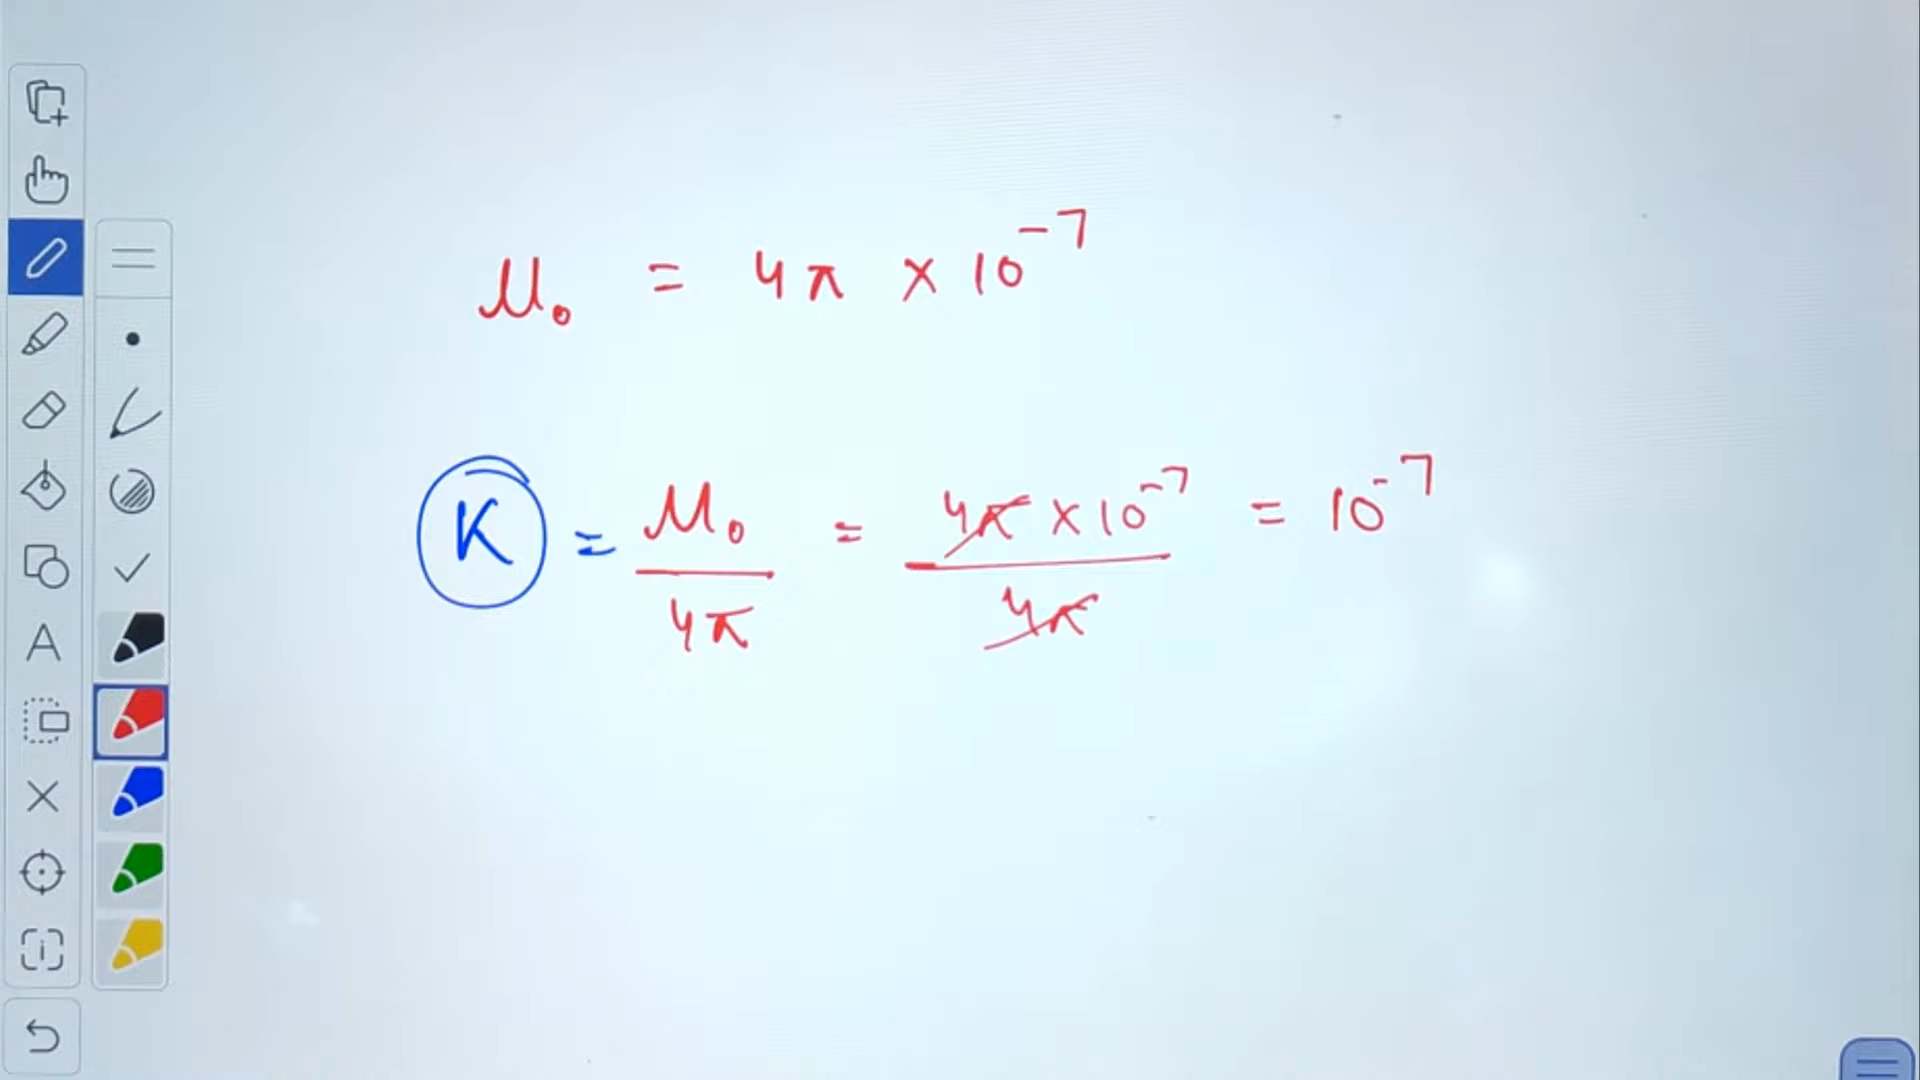 μ₀ = 4π × 10⁻⁷
K = μ₀/4π = 4π × 10⁻⁷/4π = 10⁻⁷
A